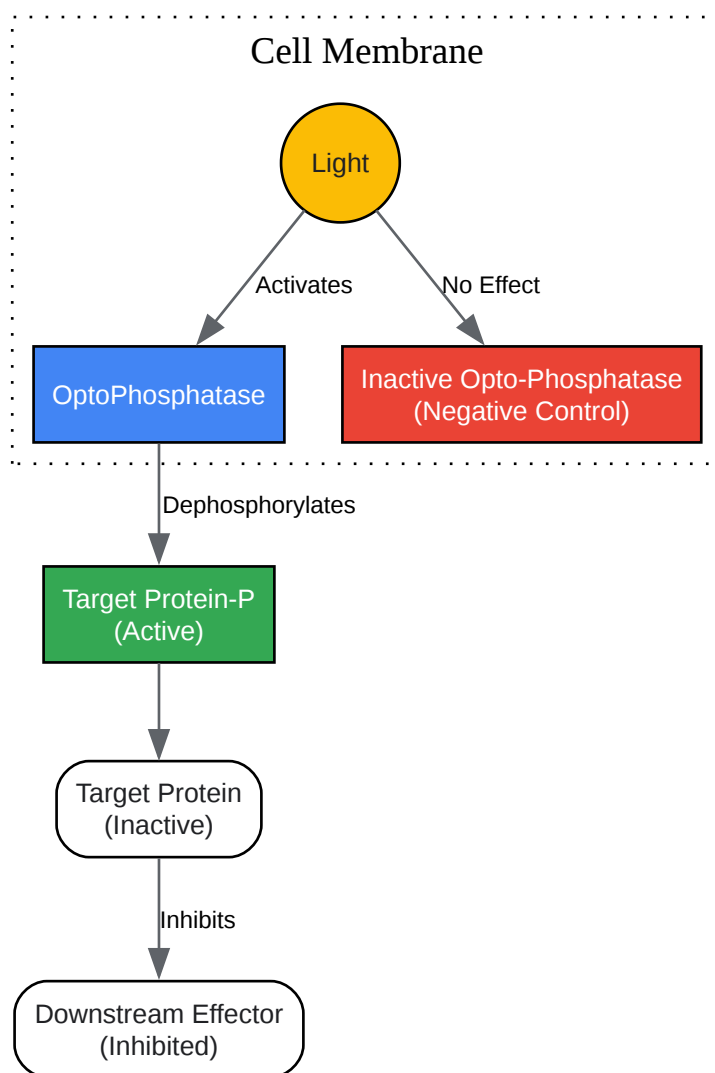 Cell Membrane
Light
Activates
No Effect
OptoPhosphatase
Inactive Opto-Phosphatase
(Negative Control)
Dephosphorylates
Target Protein-P
(Active)
Target Protein
(Inactive)
Inhibits
Downstream Effector
(Inhibited)